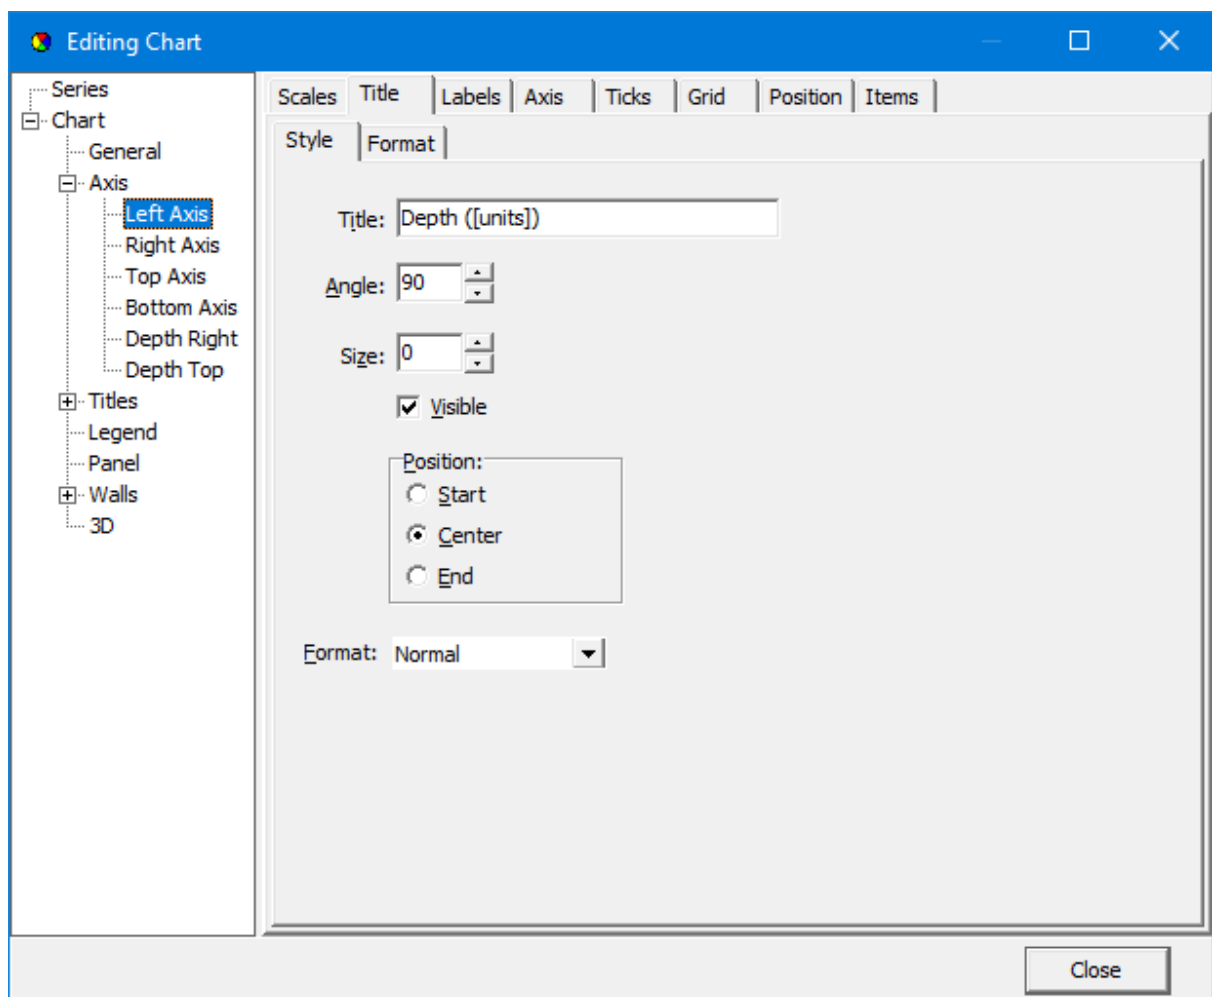 Editing Chart
Series
Chart
General
Axis
Left Axis
Right Axis
Top Axis
Bottom Axis
Depth Right
Depth Top
Titles
Legend
Panel
Walls
3D
Scales Title Labels Axis Ticks Grid Position Items
Style Format
Title: Depth ([units])
Angle: 90
Size: 0
Visible
Position:
Start
Center
End
Format: Normal
Close